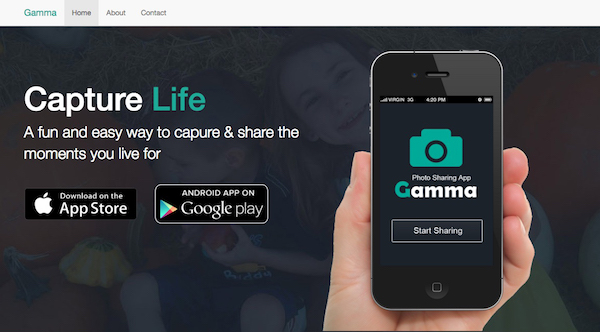 Gamma Home About Contact
Capture Life
A fun and easy way to capure & share the
moments you live for
Download on the
App Store
ANDROID APP ON
Google play
VIRGIN 3G 4:20 PM
Photo Sharing App
Gamma
Start Sharing